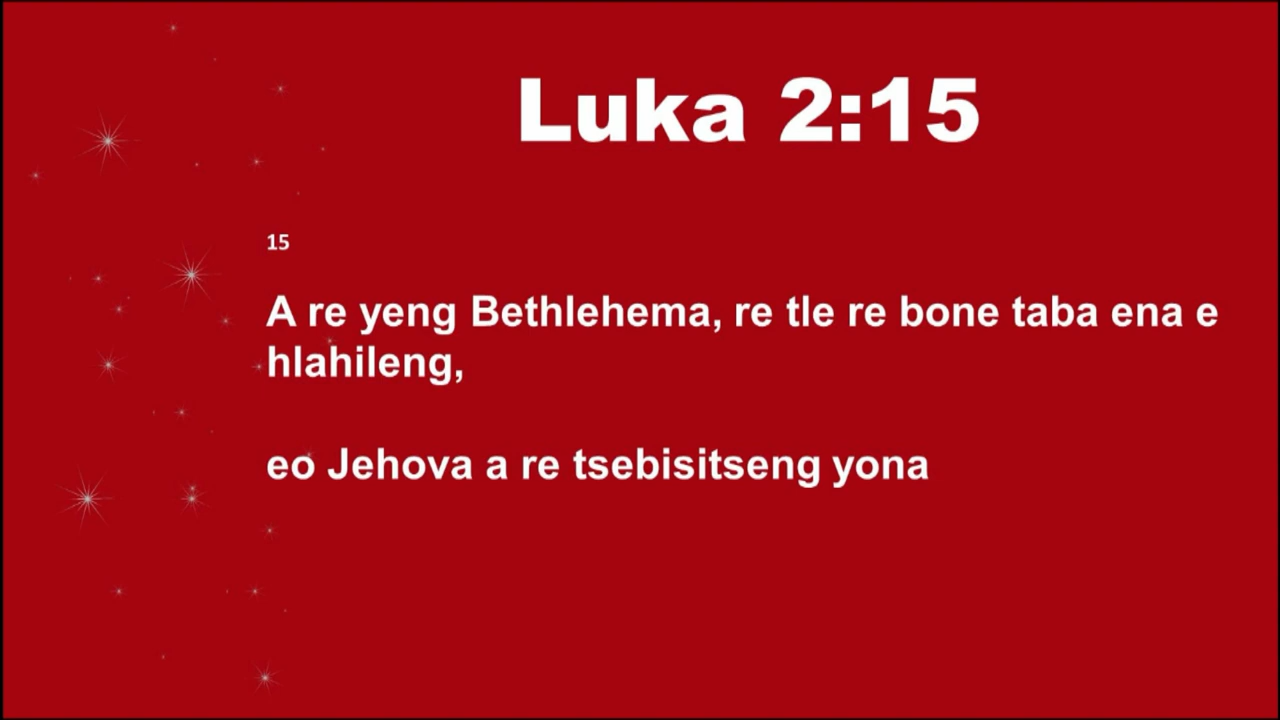 Luka 2:15
15
A re yeng Bethlehema, re tle re bone taba ena e
hlahileng,
eo Jehova a re tsebisitseng yona